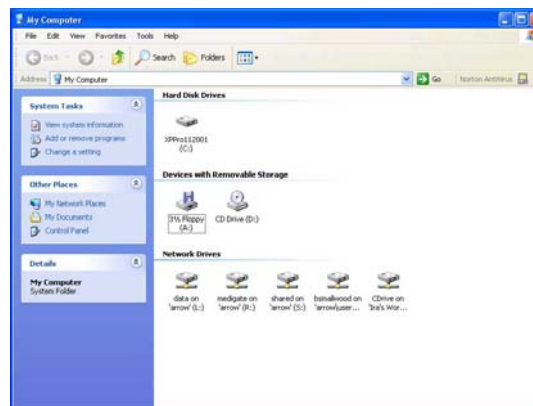 My Computer
File Edit View Favorites Tools Help
Back Search Folders
Address My Computer Go Norton AntiVirus
System Tasks
View system information
Add or remove programs
Change a setting
Other Places
My Network Places
My Documents
Control Panel
Details
My Computer
System Folder
Hard Disk Drives
XPPro112001
(C:)
Devices with Removable Storage
3½ Floppy
(A:)
CD Drive (D:)
Network Drives
data on
'arrow' (L:)
medigate on
'arrow' (R:)
shared on
'arrow' (S:)
bsmallwood on
'arrow\user...
CDrive on
'Ira's Wor...